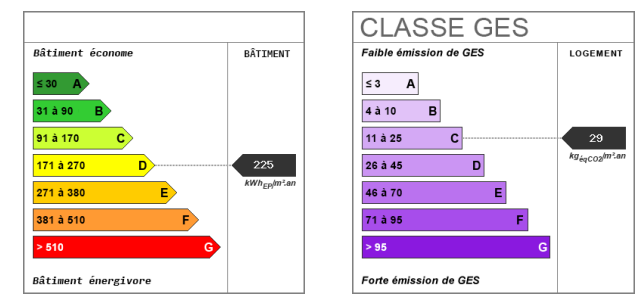 Bâtiment économe
BÂTIMENT
≤ 30 A
31 à 90 B
91 à 170 C
171 à 270 D
225
kWhEP/m².an
271 à 380 E
381 à 510 F
> 510 G
Bâtiment énergivore
CLASSE GES
Faible émission de GES
LOGEMENT
≤ 3 A
4 à 10 B
11 à 25 C
29
kgéqCO2/m².an
26 à 45 D
46 à 70 E
71 à 95 F
> 95 G
Forte émission de GES